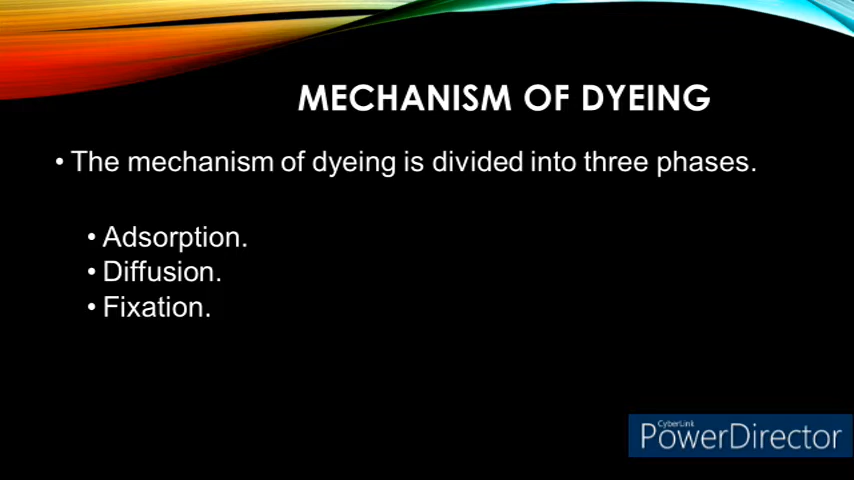 MECHANISM OF DYEING
• The mechanism of dyeing is divided into three phases.
• Adsorption.
• Diffusion.
• Fixation.
CyberLink
PowerDirector